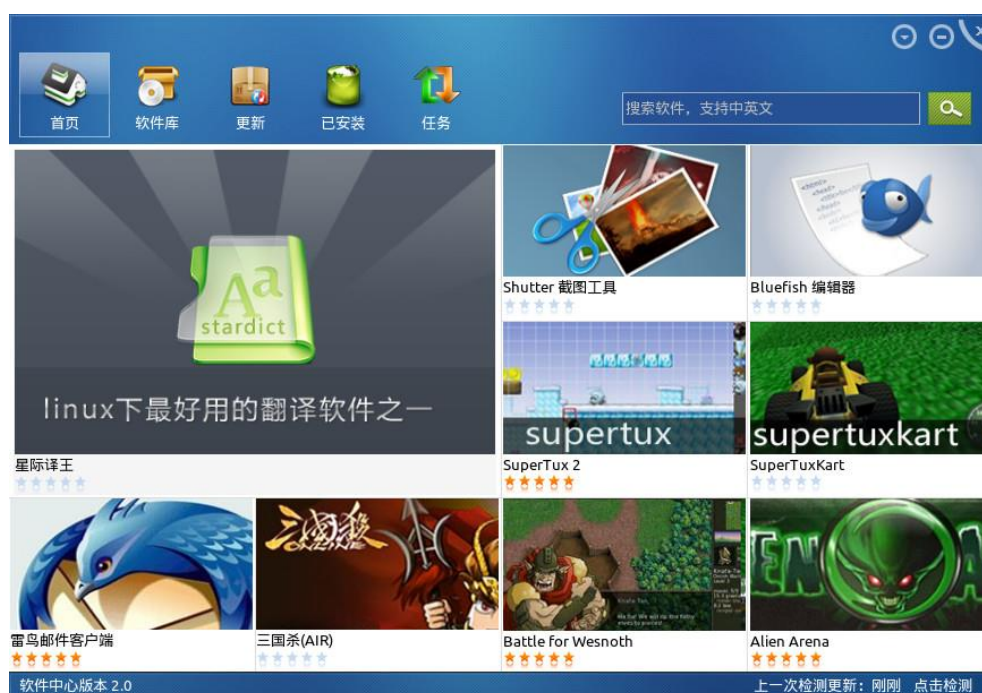 首页
软件库
更新
已安装
任务
搜索软件，支持中英文
Aa
stardict
linux下最好用的翻译软件之一
星际译王
Shutter 截图工具
Bluefish 编辑器
supertux
SuperTux 2
supertuxkart
SuperTuxKart
雷鸟邮件客户端
三國殺
ONLINE
三国杀(AIR)
Battle for Wesnoth
Alien Arena
软件中心版本 2.0
上一次检测更新：刚刚 点击检测